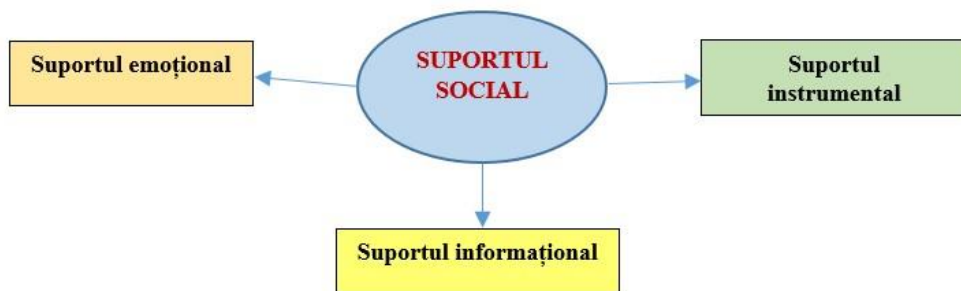 SUPORTUL
SOCIAL
Suportul emoțional
Suportul
instrumental
Suportul informațional